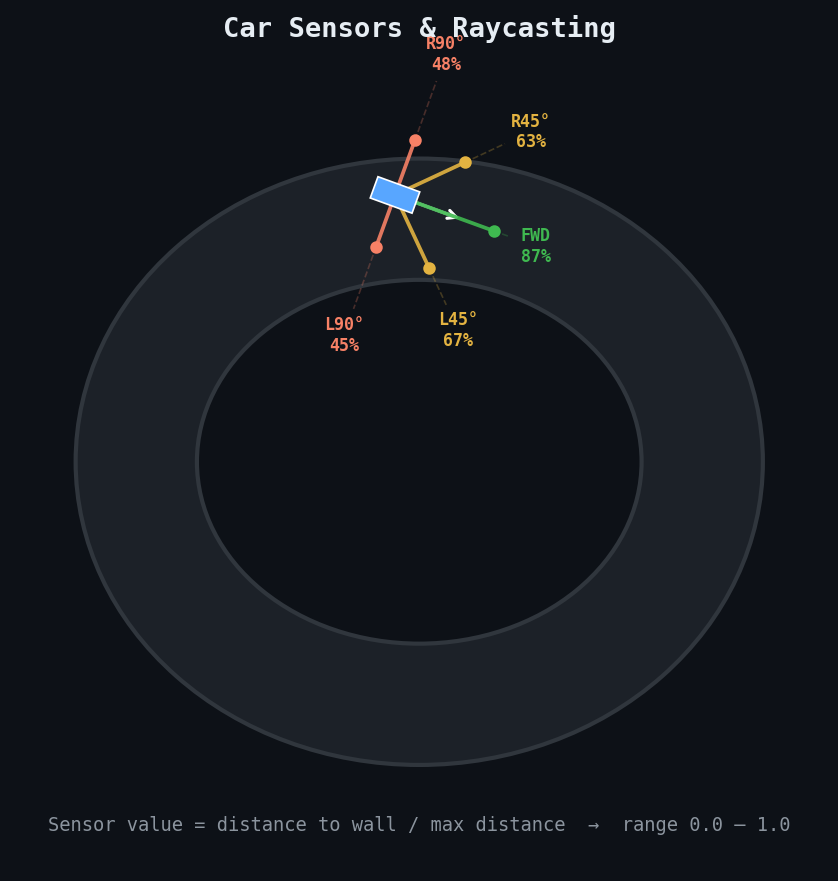 Car Sensors & Raycasting
R90°
48%
R45°
63%
FWD
87%
L45°
67%
L90°
45%
Sensor value = distance to wall / max distance → range 0.0 – 1.0